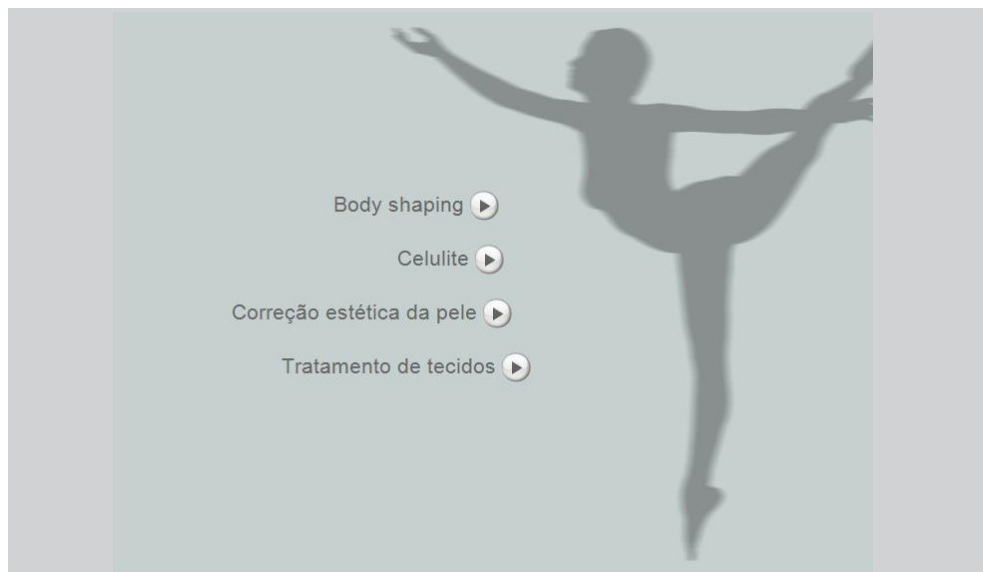 Body shaping
Celulite
Correção estética da pele
Tratamento de tecidos